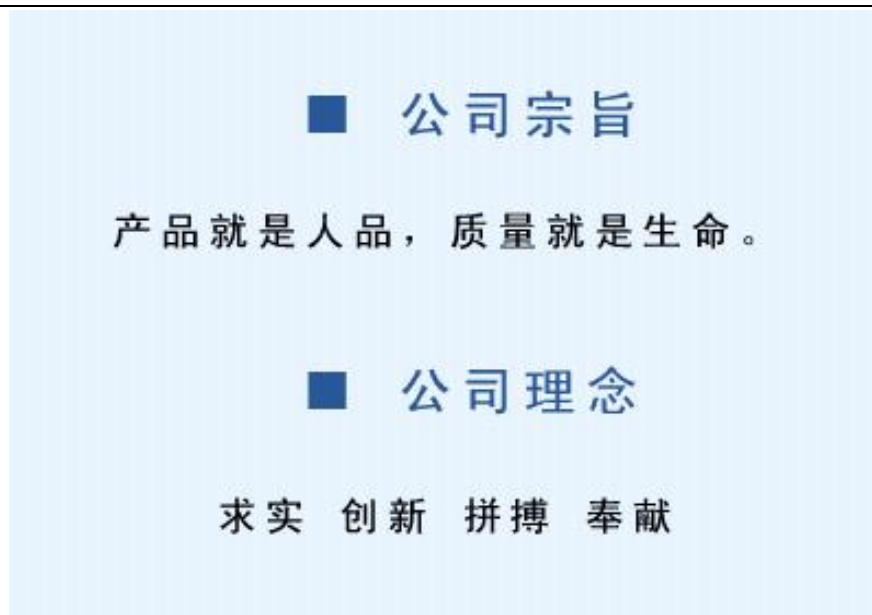 ■ 公司宗旨
产品就是人品，质量就是生命。
■ 公司理念
求实 创新 拼搏 奉献